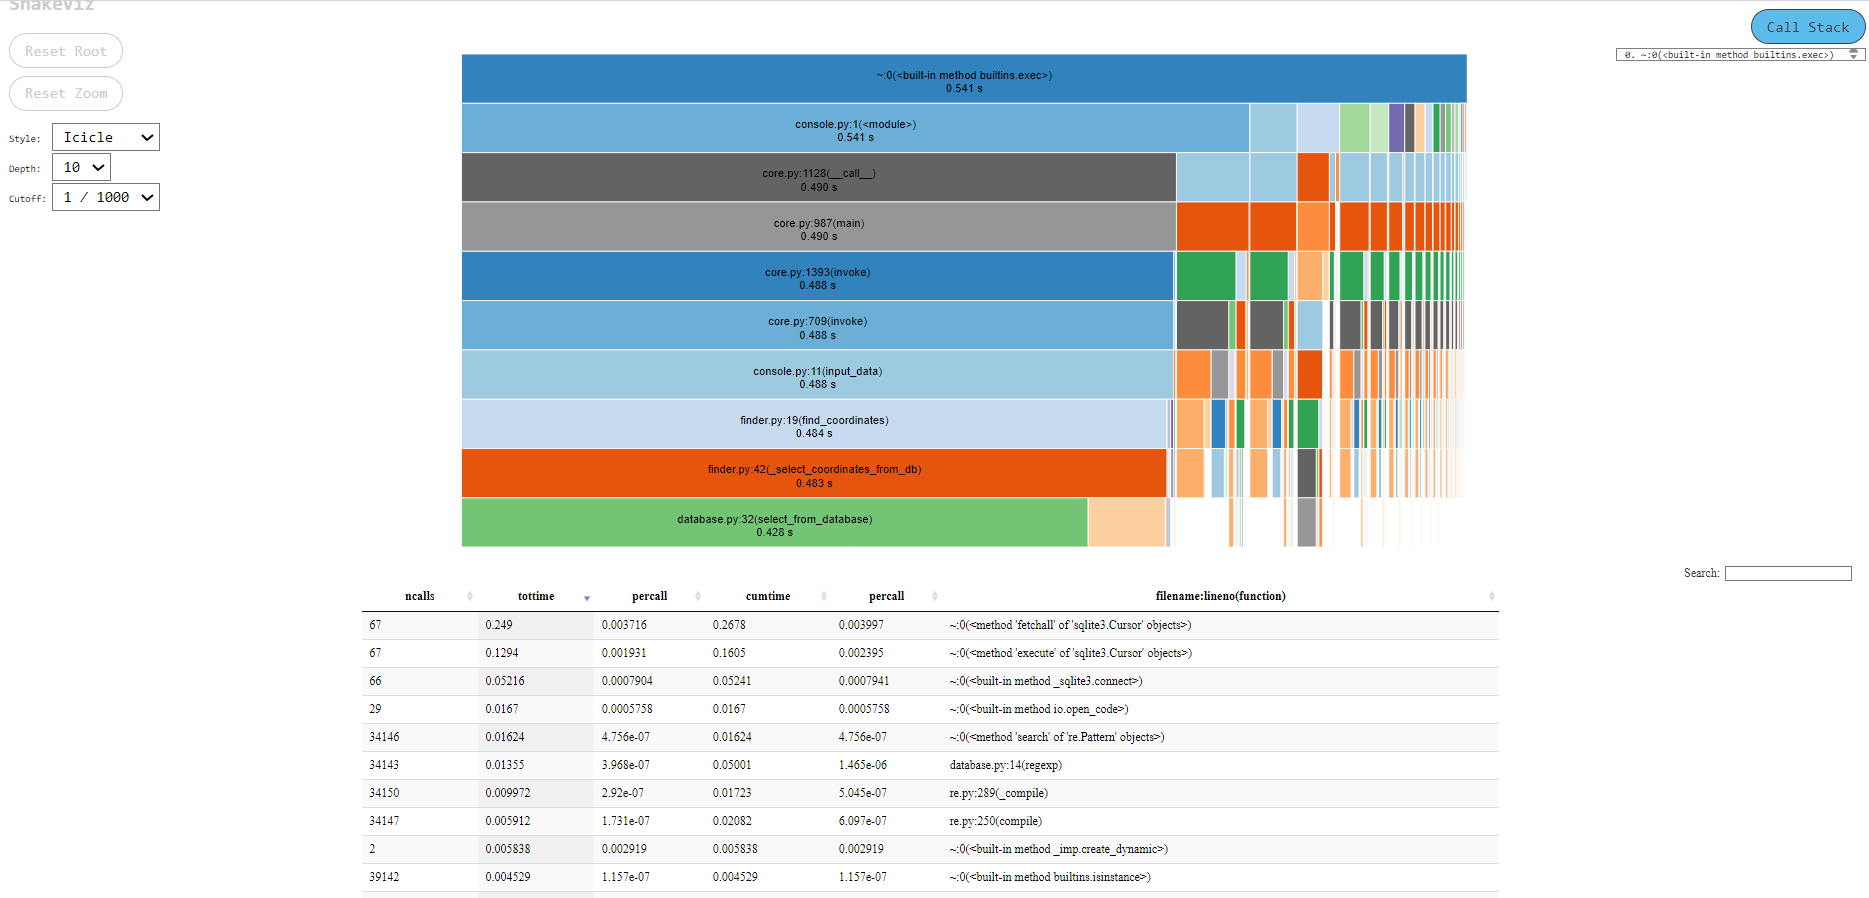 SnakeViz
Reset Root
Reset Zoom
Style: Icicle
Depth: 10
Cutoff: 1 / 1000
Call Stack
0. ~:0(<built-in method builtins.exec>)
~:0(<built-in method builtins.exec>)
0.541 s
console.py:1(<module>)
0.541 s
core.py:1128(__call__)
0.490 s
core.py:987(main)
0.490 s
core.py:1393(invoke)
0.488 s
core.py:709(invoke)
0.488 s
console.py:11(input_data)
0.488 s
finder.py:19(find_coordinates)
0.484 s
finder.py:42(_select_coordinates_from_db)
0.483 s
database.py:32(select_from_database)
0.428 s
Search:
ncalls tottime percall cumtime percall filename:lineno(function)
67 0.249 0.003716 0.2678 0.003997 ~:0(<method 'fetchall' of 'sqlite3.Cursor' objects>)
67 0.1294 0.001931 0.1605 0.002395 ~:0(<method 'execute' of 'sqlite3.Cursor' objects>)
66 0.05216 0.0007904 0.05241 0.0007941 ~:0(<built-in method _sqlite3.connect>)
29 0.0167 0.0005758 0.0167 0.0005758 ~:0(<built-in method io.open_code>)
34146 0.01624 4.756e-07 0.01624 4.756e-07 ~:0(<method 'search' of 're.Pattern' objects>)
34143 0.01355 3.968e-07 0.05001 1.465e-06 database.py:14(regexp)
34150 0.009972 2.92e-07 0.01723 5.045e-07 re.py:289(_compile)
34147 0.005912 1.731e-07 0.02082 6.097e-07 re.py:250(compile)
2 0.005838 0.002919 0.005838 0.002919 ~:0(<built-in method _imp.create_dynamic>)
39142 0.004529 1.157e-07 0.004529 1.157e-07 ~:0(<built-in method builtins.isinstance>)